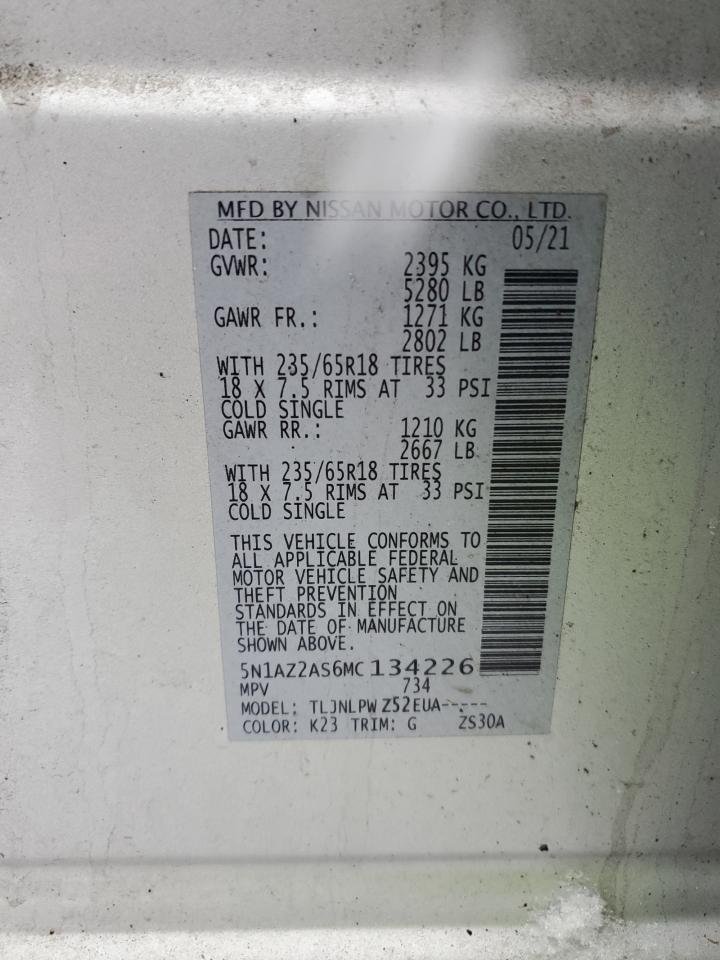 MFD BY NISSAN MOTOR CO., LTD.
DATE: 05/21
GVWR: 2395 KG
5280 LB
GAWR FR.: 1271 KG
2802 LB
WITH 235/65R18 TIRES
18 X 7.5 RIMS AT 33 PSI
COLD SINGLE
GAWR RR.: 1210 KG
2667 LB
WITH 235/65R18 TIRES
18 X 7.5 RIMS AT 33 PSI
COLD SINGLE
THIS VEHICLE CONFORMS TO
ALL APPLICABLE FEDERAL
MOTOR VEHICLE SAFETY AND
THEFT PREVENTION
STANDARDS IN EFFECT ON
THE DATE OF MANUFACTURE
SHOWN ABOVE.
5N1AZ2AS6MC134226
MPV 734
MODEL: TLJNLPW Z52EUA-----
COLOR: K23 TRIM: G ZS30A